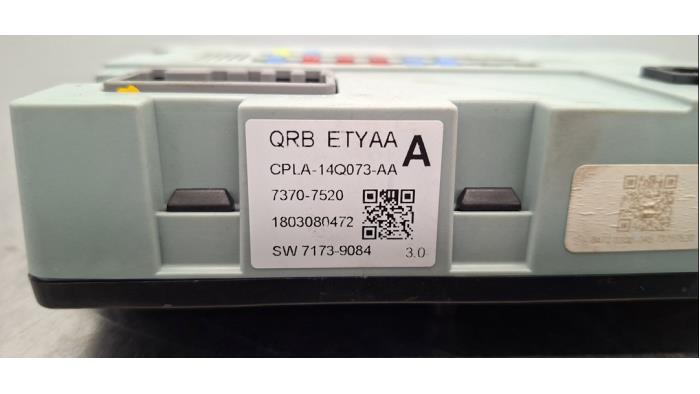 QRB ETYAA
A
CPLA-14Q073-AA
7370-7520
1803080472
SW 7173-9084 3.0